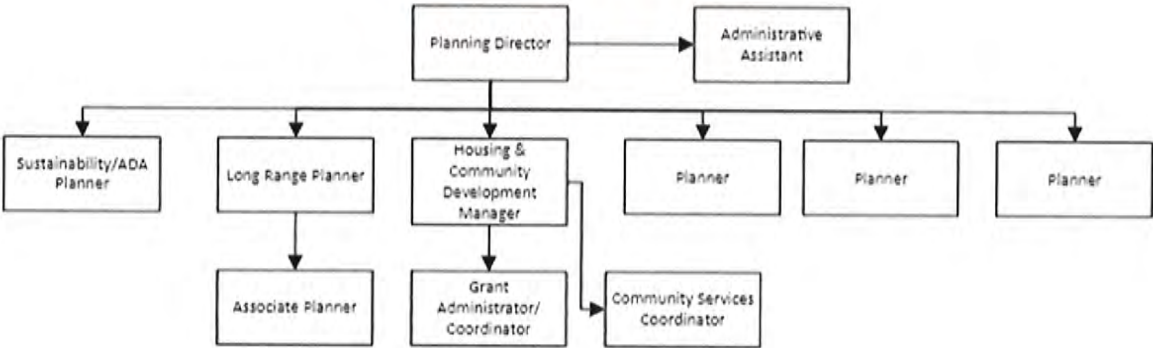 Planning Director
Administrative
Assistant
Sustainability/ADA
Planner
Long Range Planner
Housing &
Community
Development
Manager
Planner
Planner
Planner
Associate Planner
Grant
Administrator/
Coordinator
Community Services
Coordinator